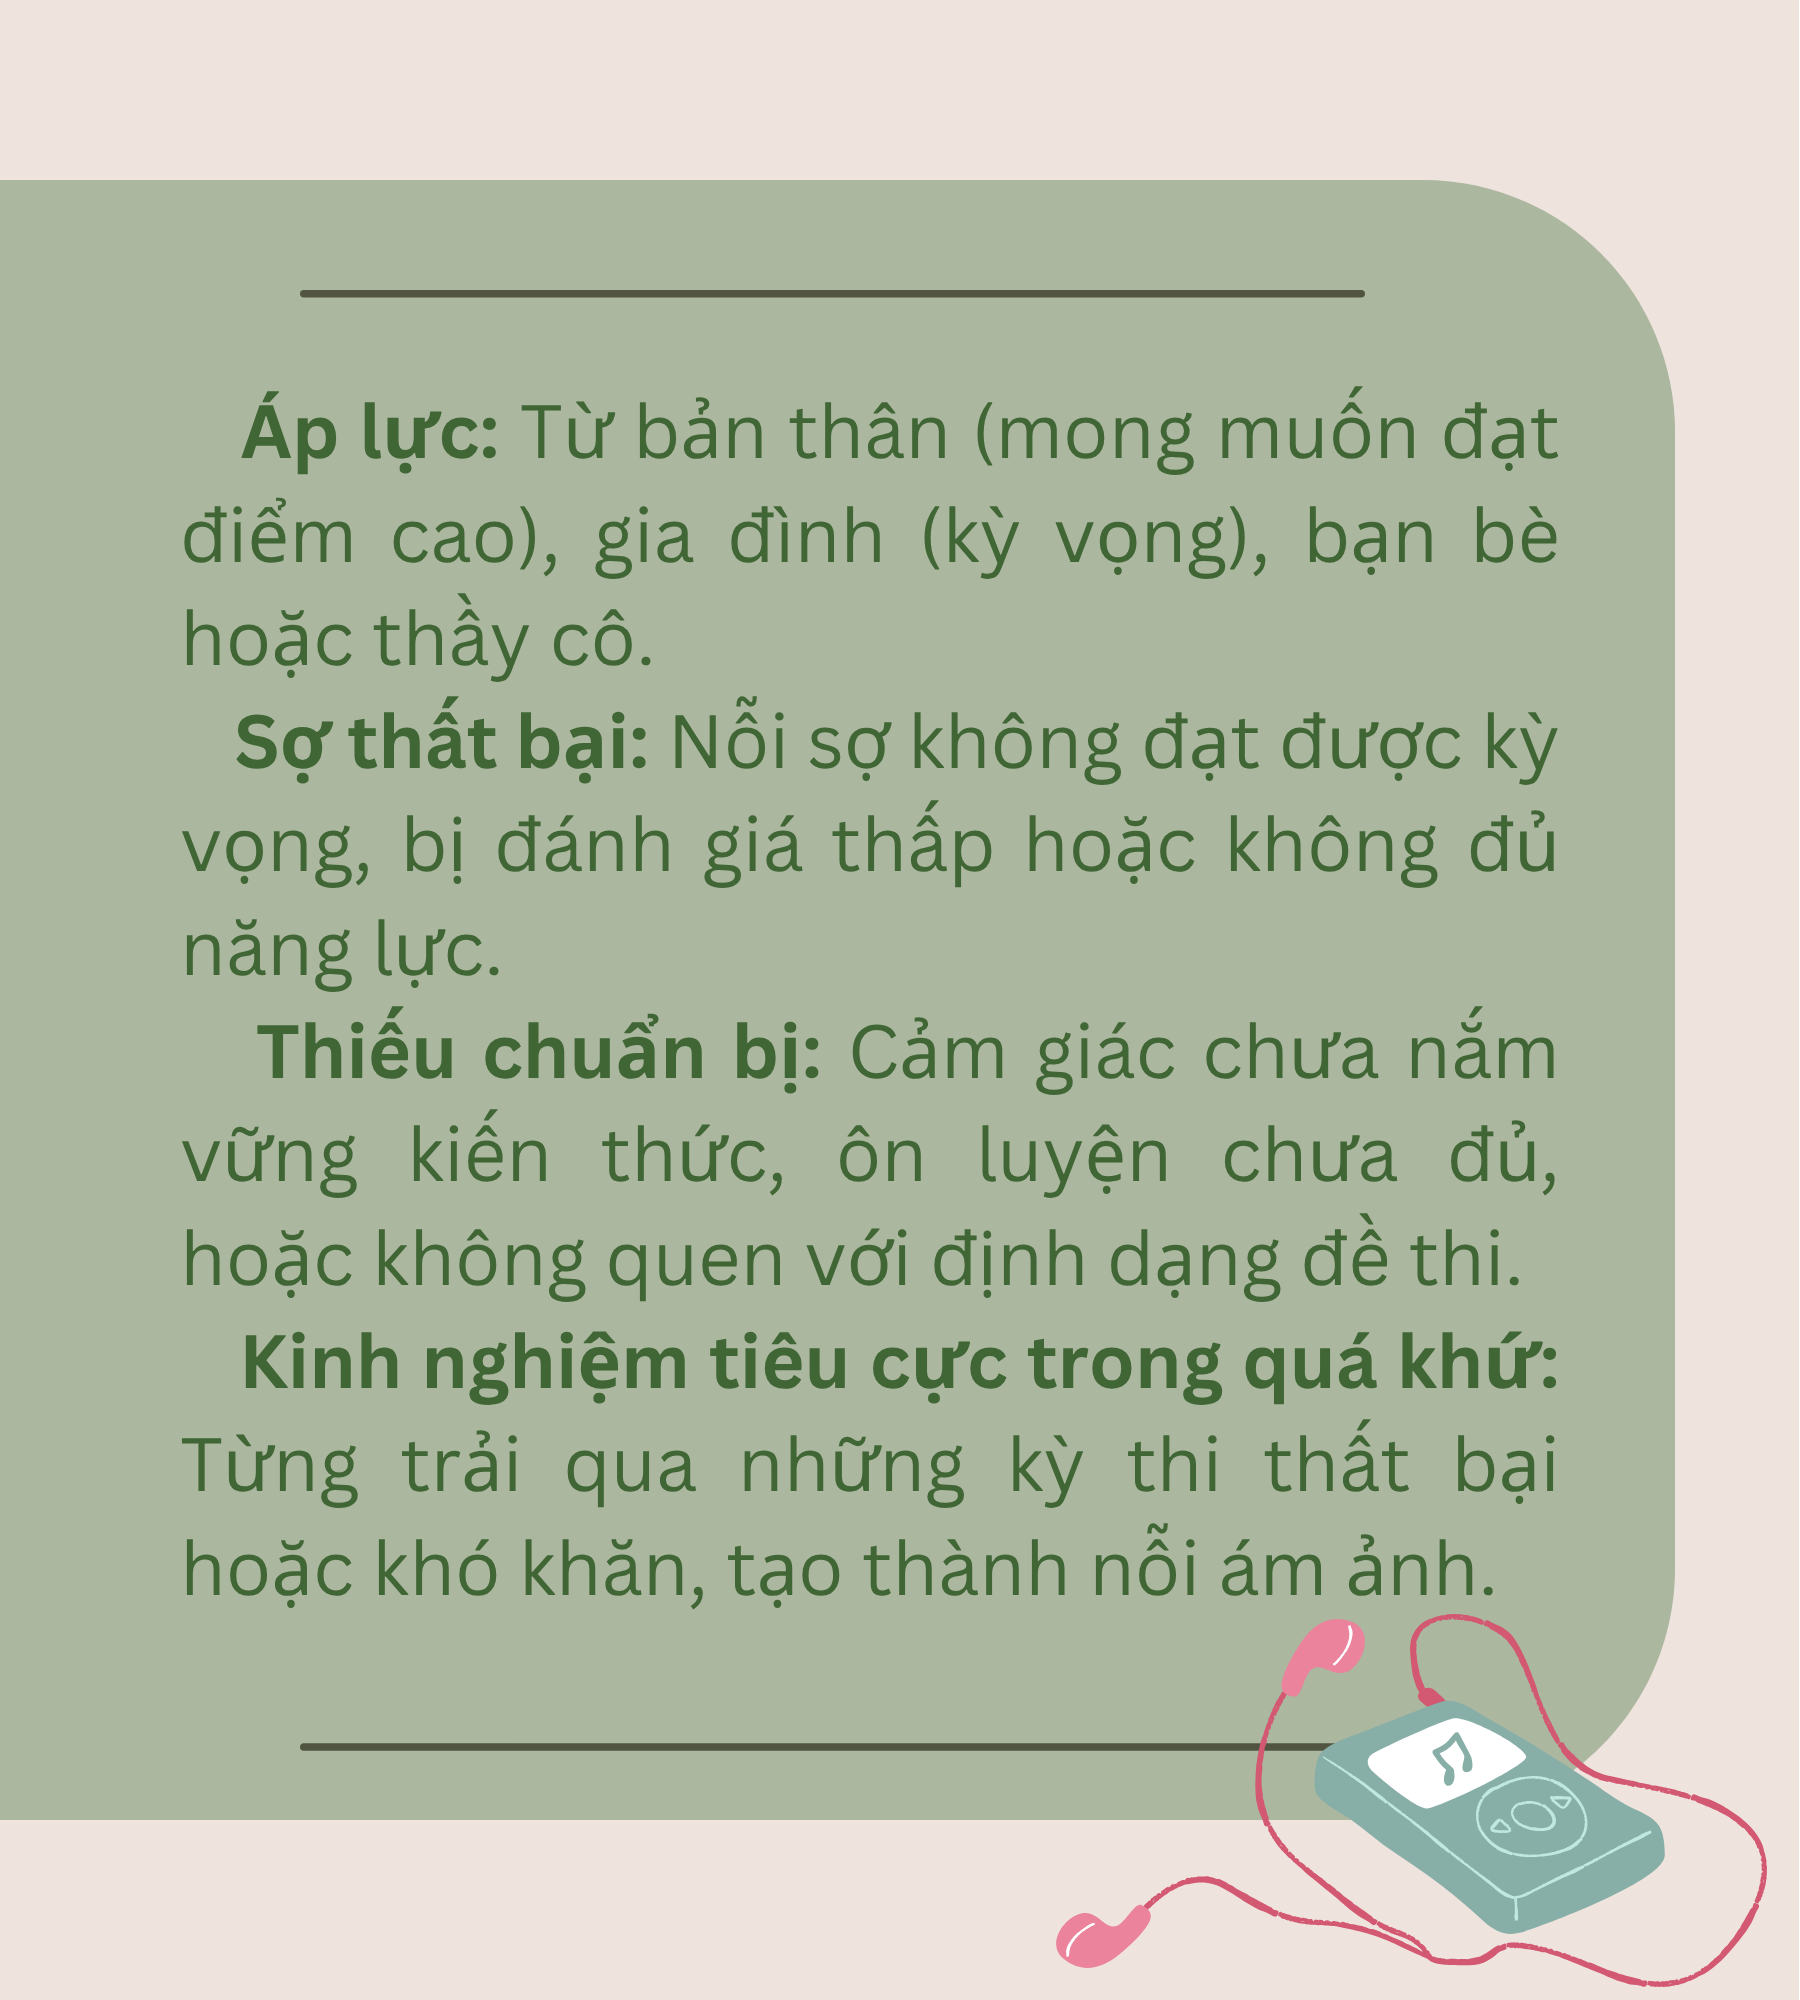 Áp lực: Từ bản thân (mong muốn đạt
điểm cao), gia đình (kỳ vọng), bạn bè
hoặc thầy cô.
Sợ thất bại: Nỗi sợ không đạt được kỳ
vọng, bị đánh giá thấp hoặc không đủ
năng lực.
Thiếu chuẩn bị: Cảm giác chưa nắm
vững kiến thức, ôn luyện chưa đủ,
hoặc không quen với định dạng đề thi.
Kinh nghiệm tiêu cực trong quá khứ:
Từng trải qua những kỳ thi thất bại
hoặc khó khăn, tạo thành nỗi ám ảnh.